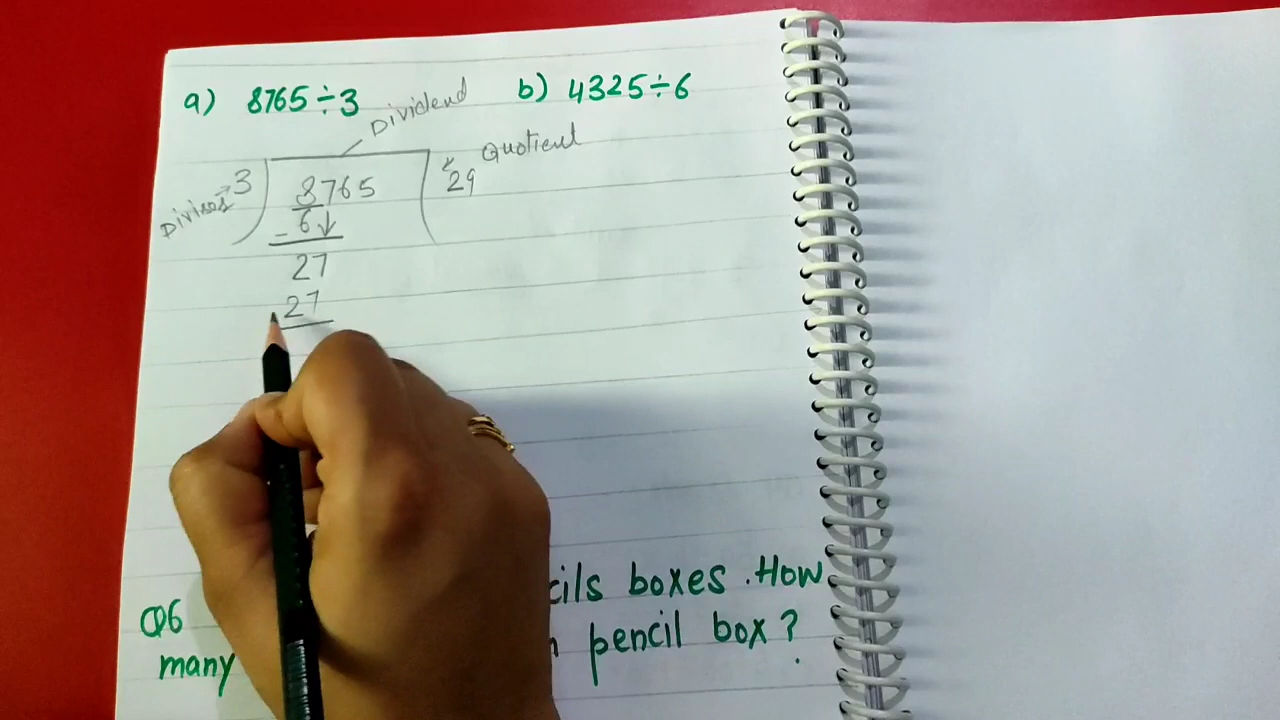 a) 8765÷3 b) 4325÷6
Dividend
Quotient
Divisor 3 8765 29
- 6↓
27
27
Q6 cils boxes. How
many pencil box?